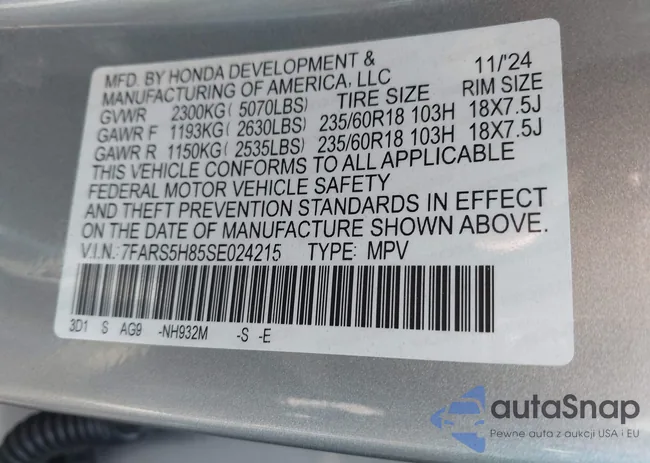 MFD. BY HONDA DEVELOPMENT & 11/'24
MANUFACTURING OF AMERICA, LLC
GVWR 2300KG ( 5070LBS) TIRE SIZE RIM SIZE
GAWR F 1193KG ( 2630LBS) 235/60R18 103H 18X7.5J
GAWR R 1150KG ( 2535LBS) 235/60R18 103H 18X7.5J
THIS VEHICLE CONFORMS TO ALL APPLICABLE
FEDERAL MOTOR VEHICLE SAFETY
AND THEFT PREVENTION STANDARDS IN EFFECT
ON THE DATE OF MANUFACTURE SHOWN ABOVE.
V.I.N.: 7FARS5H85SE024215 TYPE: MPV
3D1 S AG9 -NH932M -S -E
autaSnap
Pewne auta z aukcji USA i EU